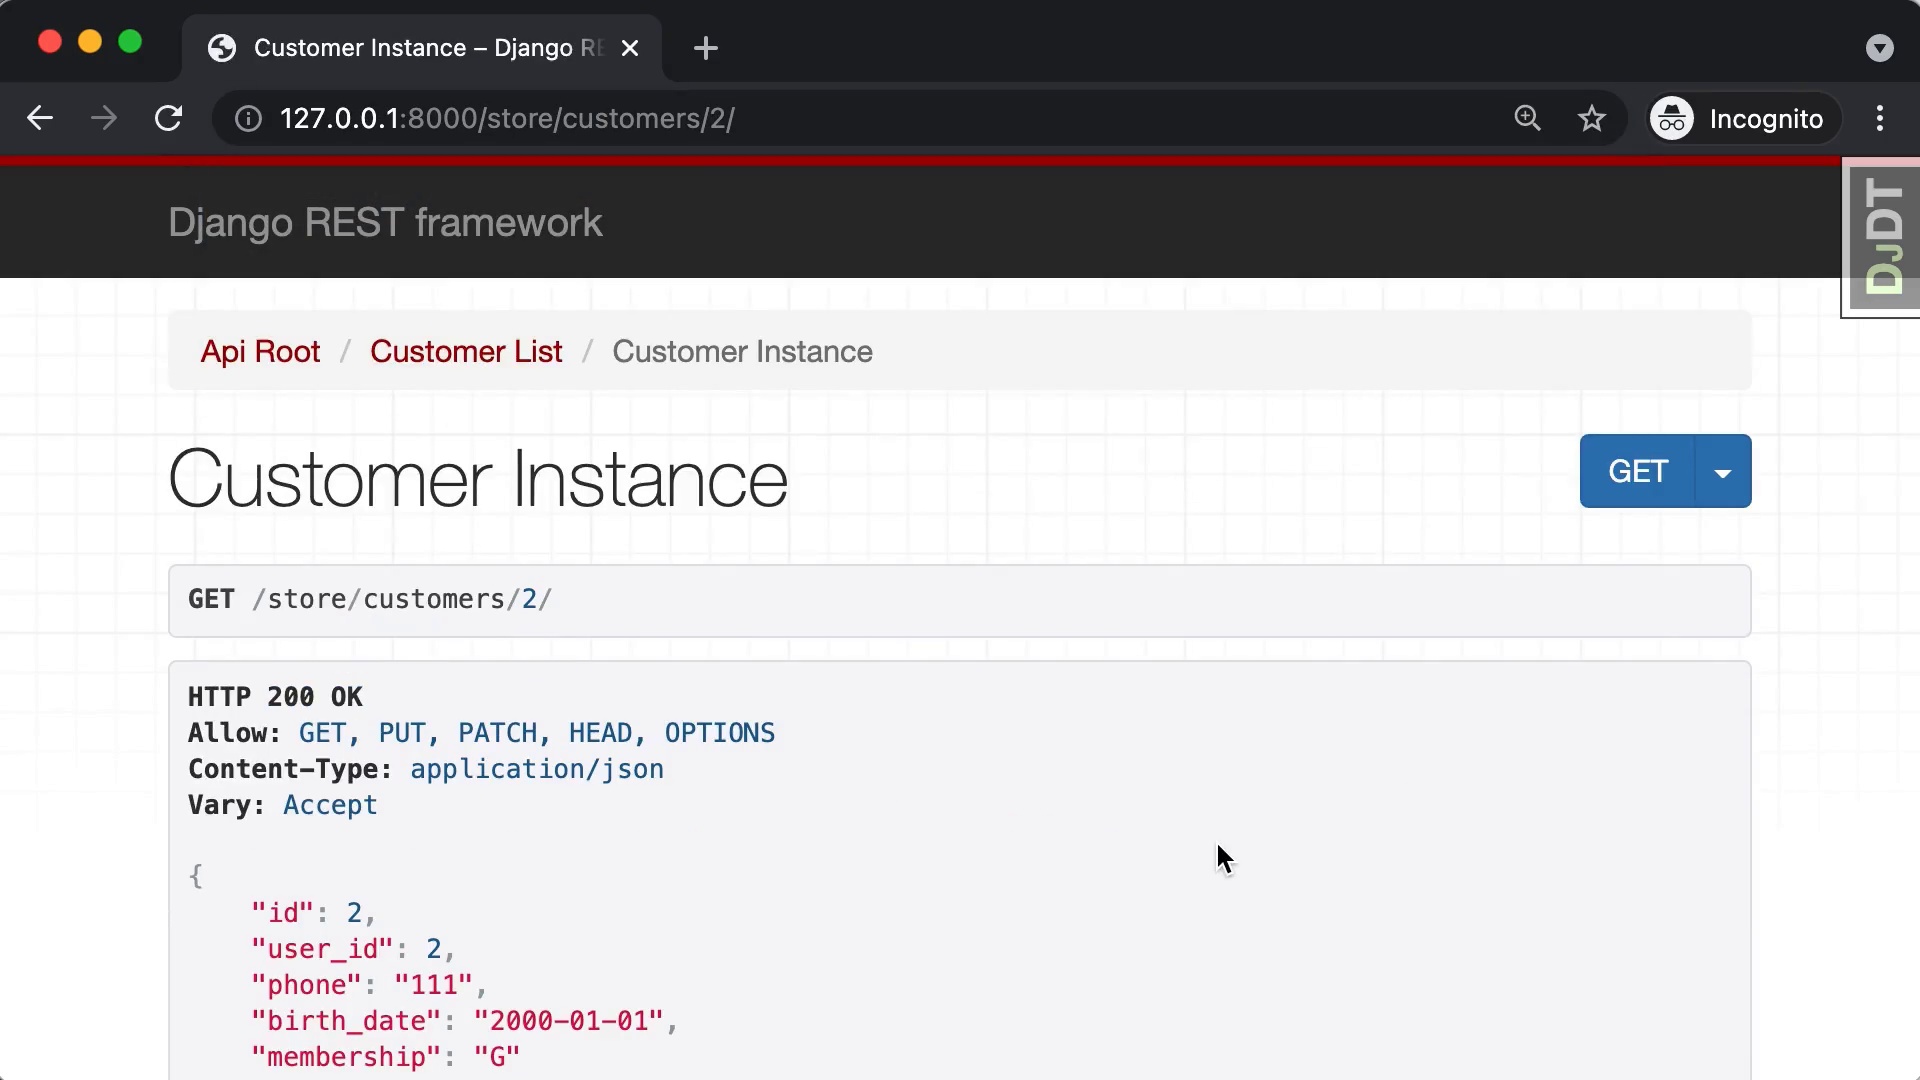 Customer Instance – Django RE
127.0.0.1:8000/store/customers/2/
Incognito
Django REST framework
DJDT
Api Root / Customer List / Customer Instance
Customer Instance
GET
GET /store/customers/2/
HTTP 200 OK
Allow: GET, PUT, PATCH, HEAD, OPTIONS
Content-Type: application/json
Vary: Accept
{
"id": 2,
"user_id": 2,
"phone": "111",
"birth_date": "2000-01-01",
"membership": "G"